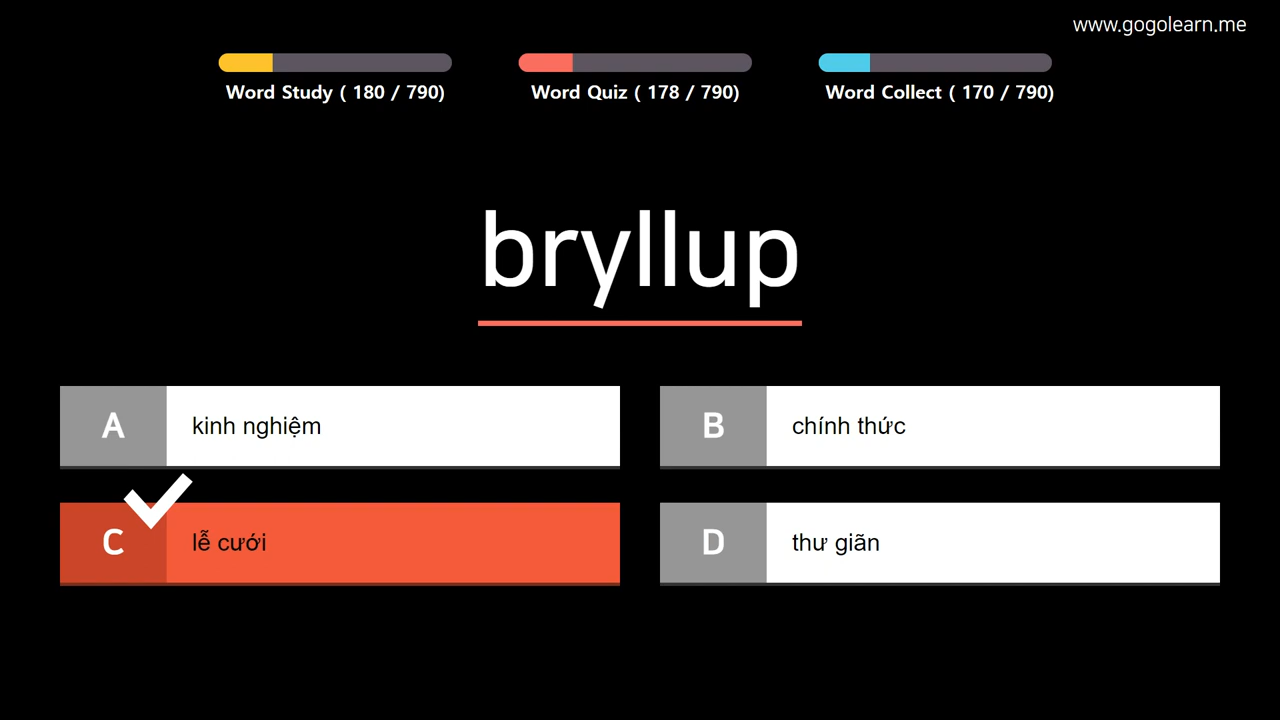 www.gogolearn.me
Word Study ( 180 / 790)
Word Quiz ( 178 / 790)
Word Collect ( 170 / 790)
bryllup
A kinh nghiệm
B chính thức
C lễ cưới
D thư giãn